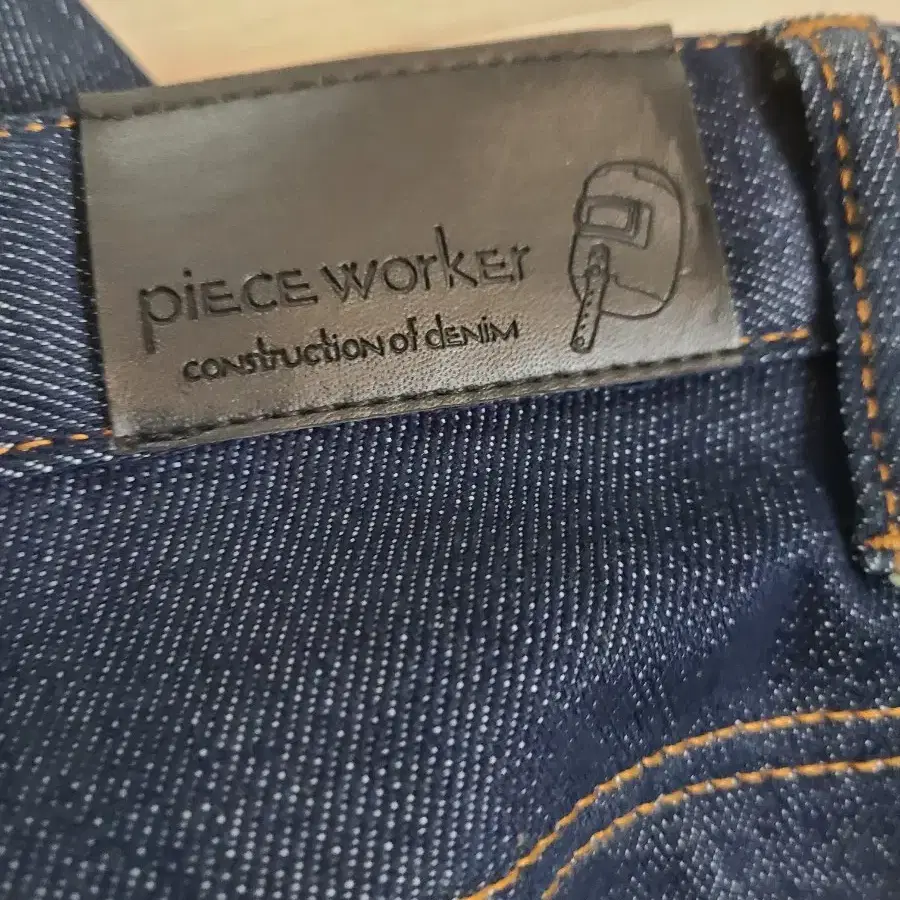 piECE worker
construction of dENiM